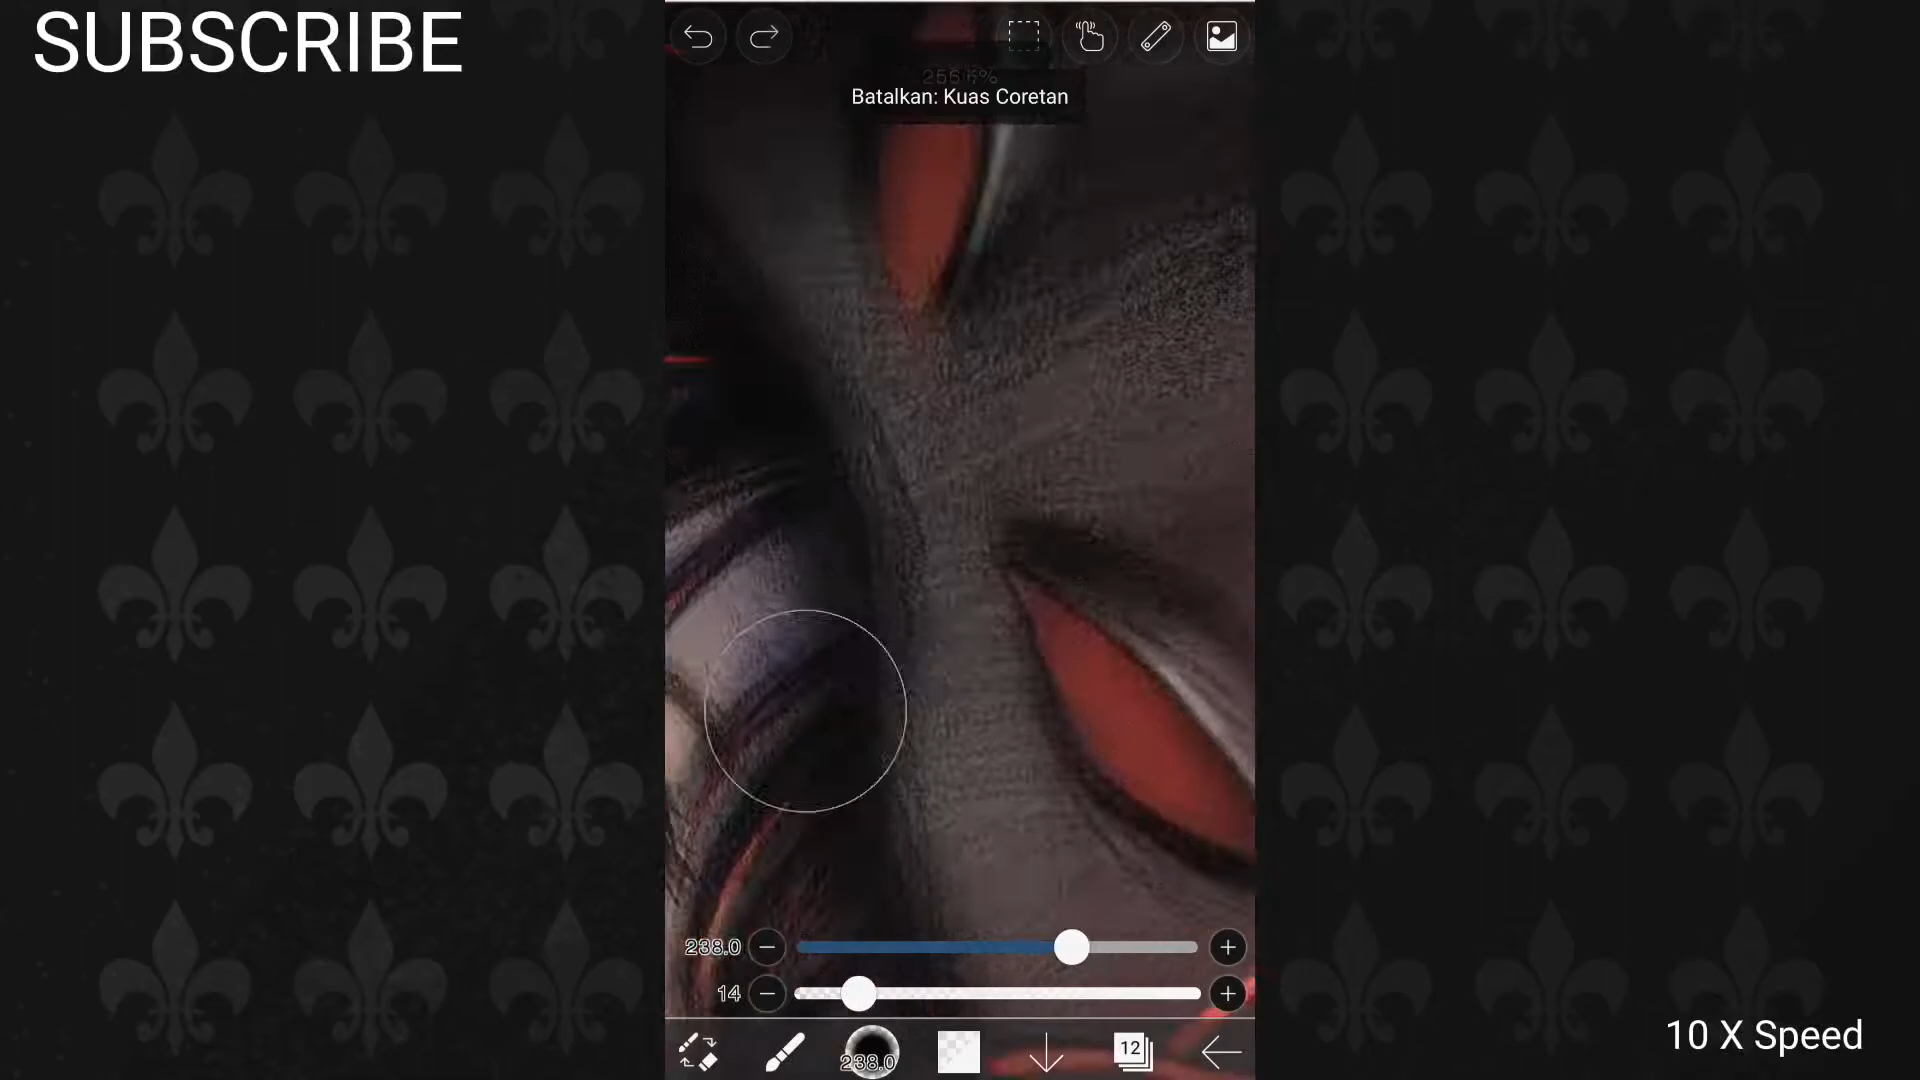 SUBSCRIBE
Batalkan: Kuas Coretan
238.0
14
238.0
12
10 X Speed